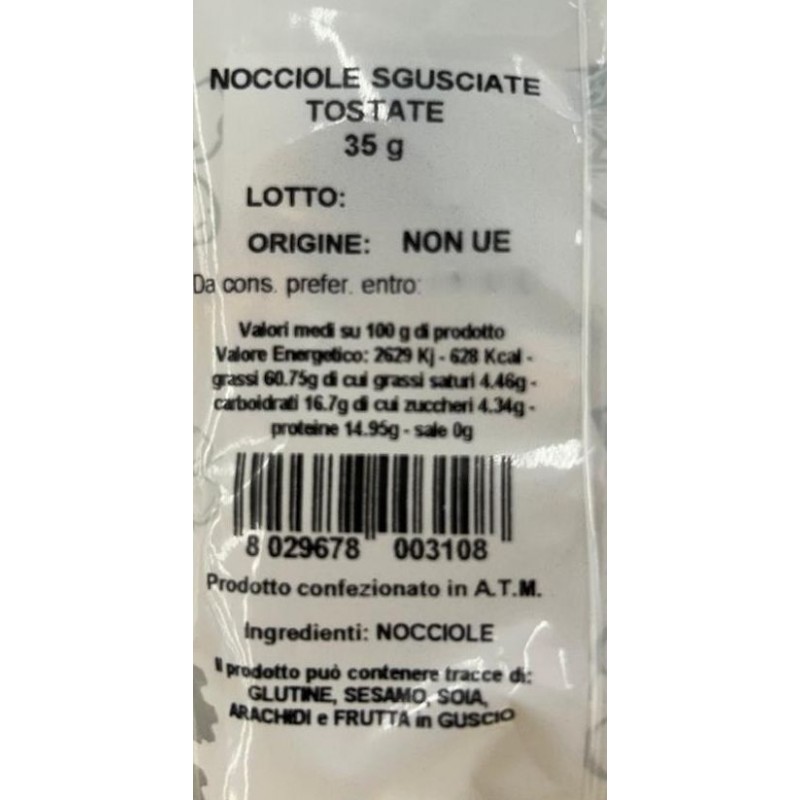 NOCCIOLE SGUSCIATE
TOSTATE
35 g
LOTTO:
ORIGINE: NON UE
Da cons. prefer. entro:
Valori medi su 100 g di prodotto
Valore Energetico: 2629 Kj - 628 Kcal -
grassi 60.75g di cui grassi saturi 4.46g -
carboidrati 16.7g di cui zuccheri 4.34g -
proteine 14.95g - sale 0g
8 029678 003108
Prodotto confezionato in A.T.M.
Ingredienti: NOCCIOLE
Il prodotto può contenere tracce di:
GLUTINE, SESAMO, SOIA,
ARACHIDI e FRUTTA in GUSCIO